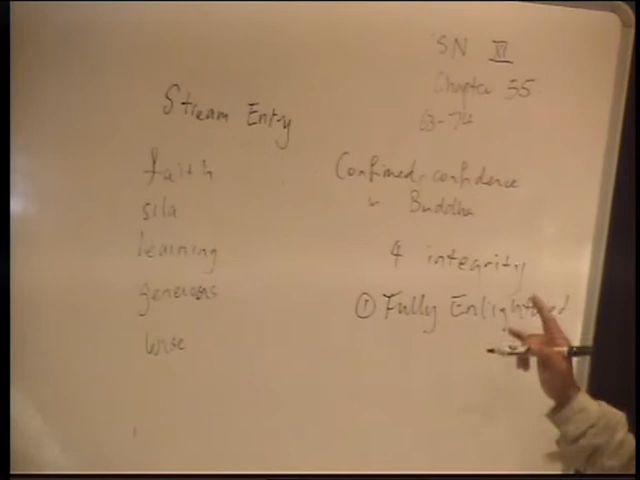 SN VI
Chapter 55
63-74
Stream Entry
faith
sila
learning
generous
wise
Confirmed confidence
in Buddha
4 integrity
① Fully Enlightened